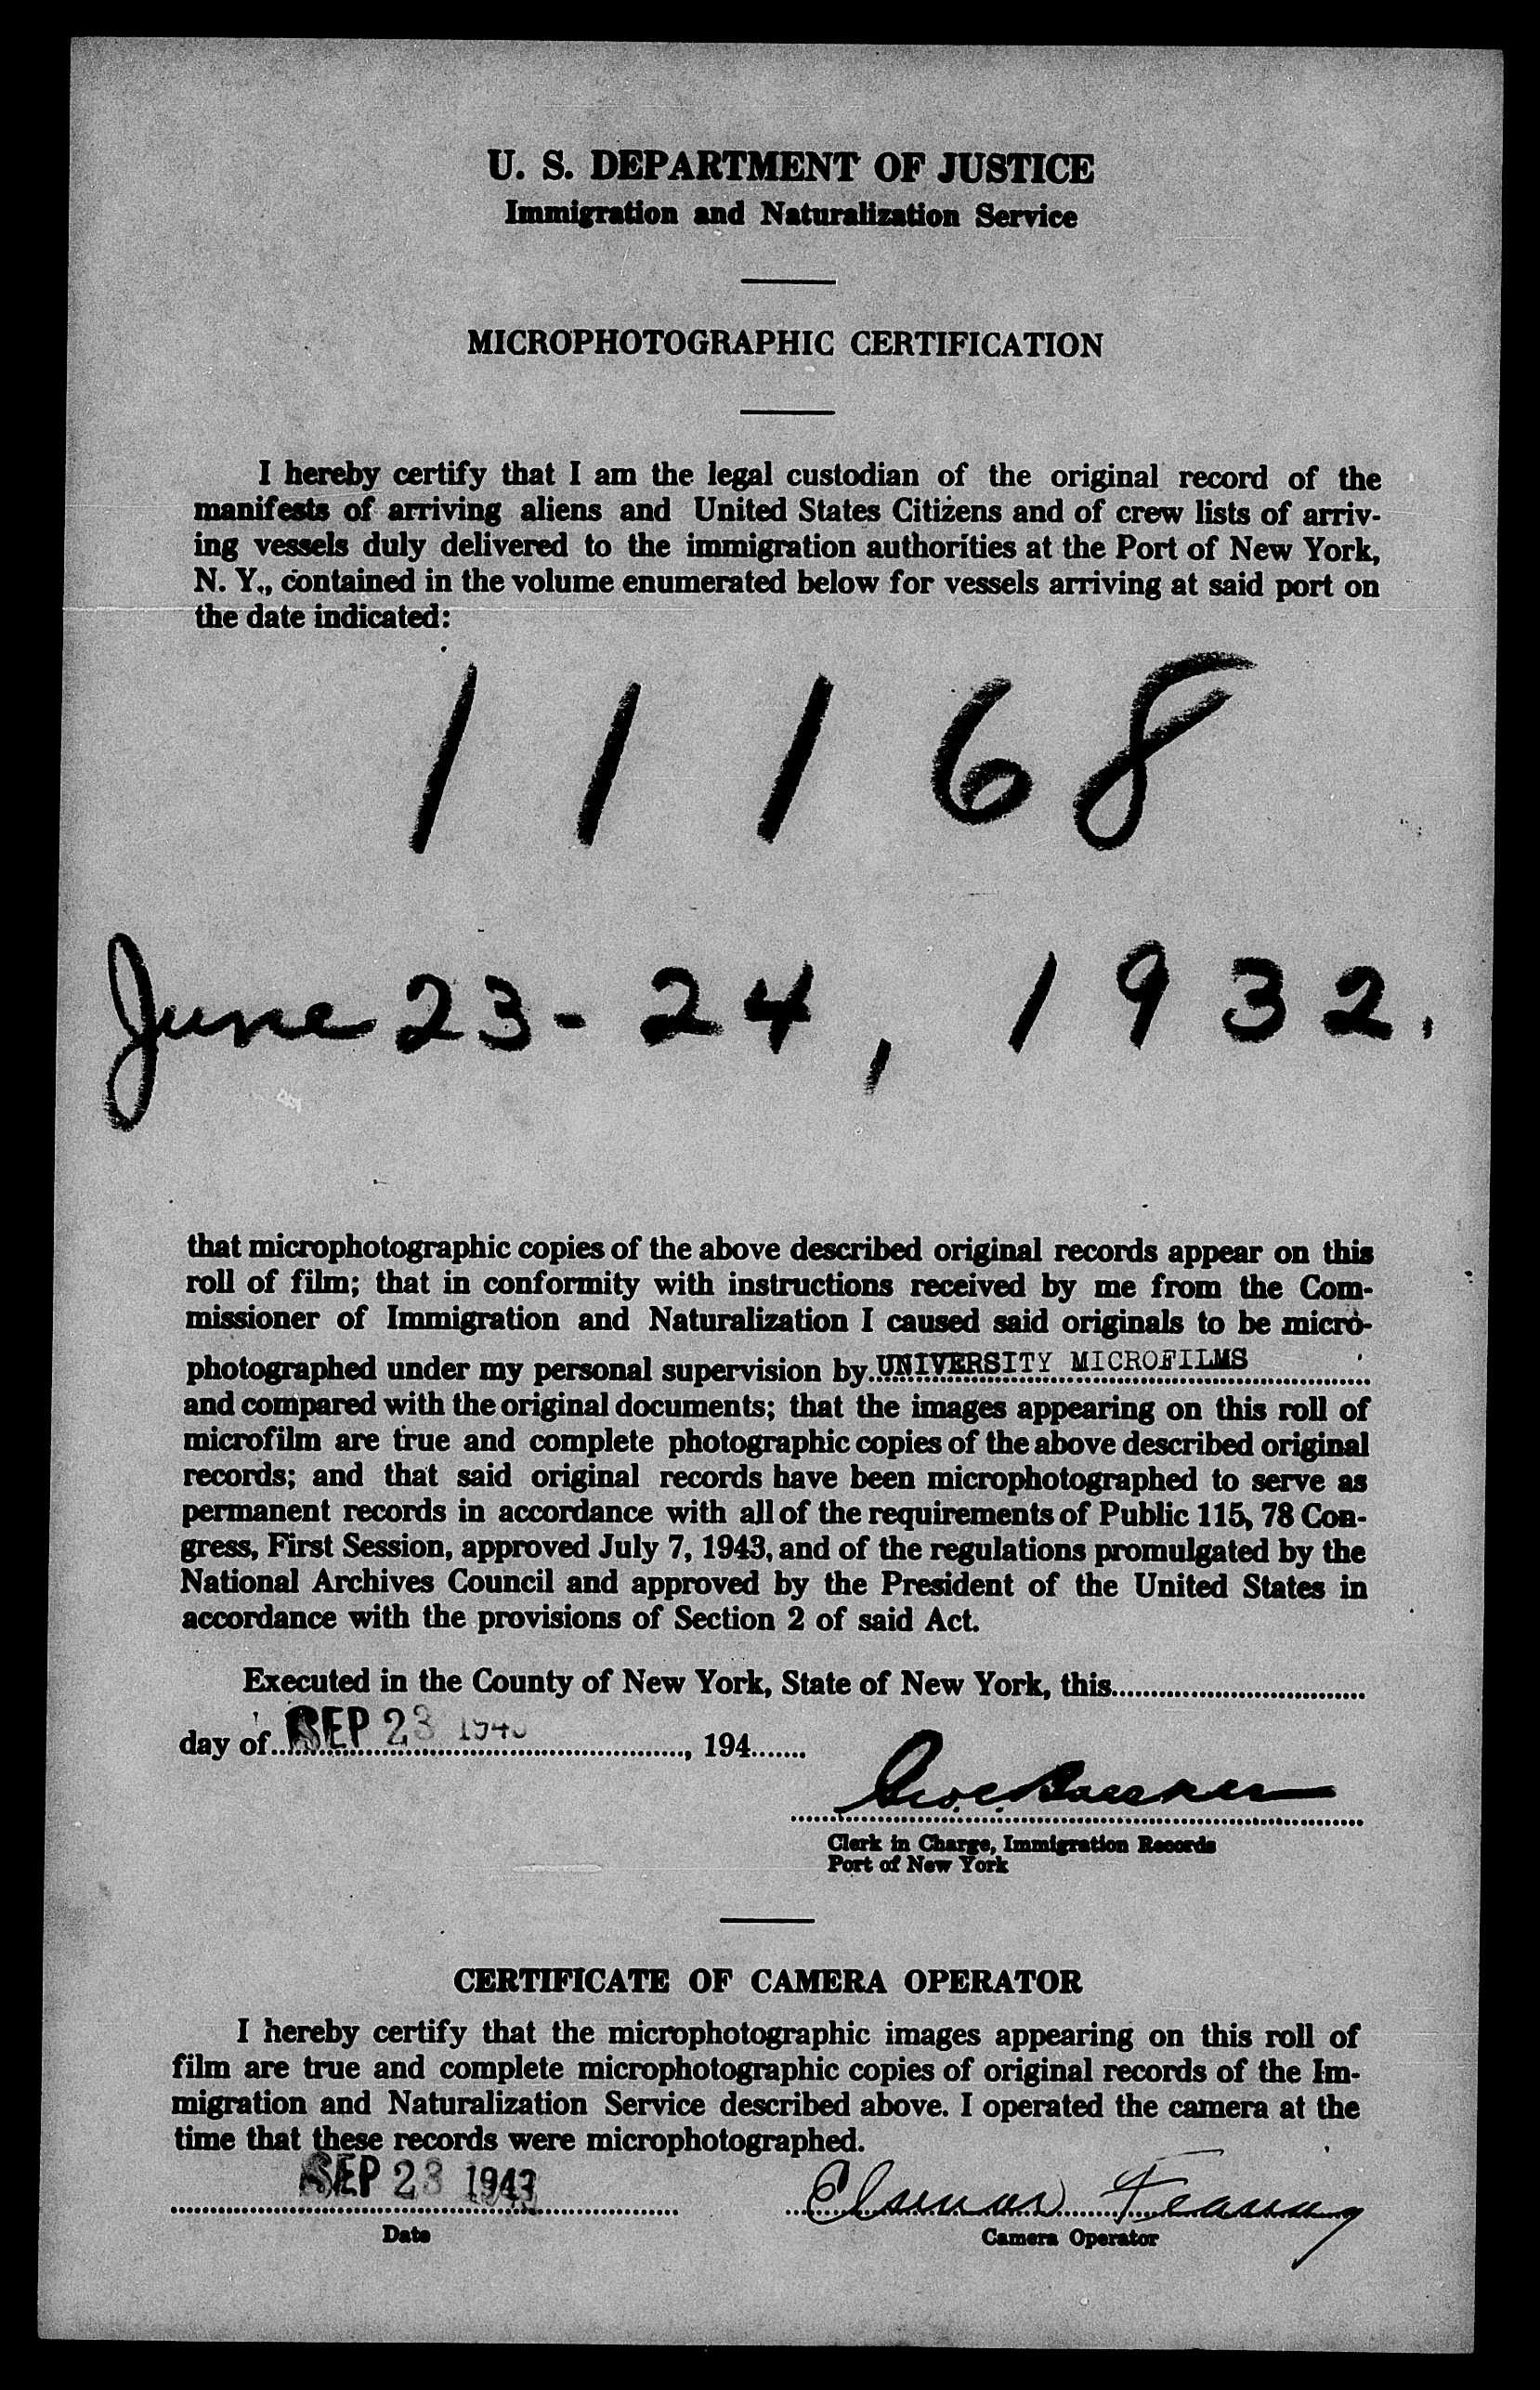 U. S. DEPARTMENT OF JUSTICE
Immigration and Naturalization Service
MICROPHOTOGRAPHIC CERTIFICATION
I hereby certify that I am the legal custodian of the original record of the
manifests of arriving aliens and United States Citizens and of crew lists of arriv-
ing vessels duly delivered to the immigration authorities at the Port of New York,
N. Y., contained in the volume enumerated below for vessels arriving at said port on
the date indicated:
11168
June 23-24, 1932.
that microphotographic copies of the above described original records appear on this
roll of film; that in conformity with instructions received by me from the Com-
missioner of Immigration and Naturalization I caused said originals to be micro-
photographed under my personal supervision by UNIVERSITY MICROFILMS
and compared with the original documents; that the images appearing on this roll of
microfilm are true and complete photographic copies of the above described original
records; and that said original records have been microphotographed to serve as
permanent records in accordance with all of the requirements of Public 115, 78 Con-
gress, First Session, approved July 7, 1943, and of the regulations promulgated by the
National Archives Council and approved by the President of the United States in
accordance with the provisions of Section 2 of said Act.
Executed in the County of New York, State of New York, this
day of SEP 23 1943, 194
Clerk in Charge, Immigration Records
Port of New York
CERTIFICATE OF CAMERA OPERATOR
I hereby certify that the microphotographic images appearing on this roll of
film are true and complete microphotographic copies of original records of the Im-
migration and Naturalization Service described above. I operated the camera at the
time that these records were microphotographed.
SEP 23 1943
Date
Camera Operator